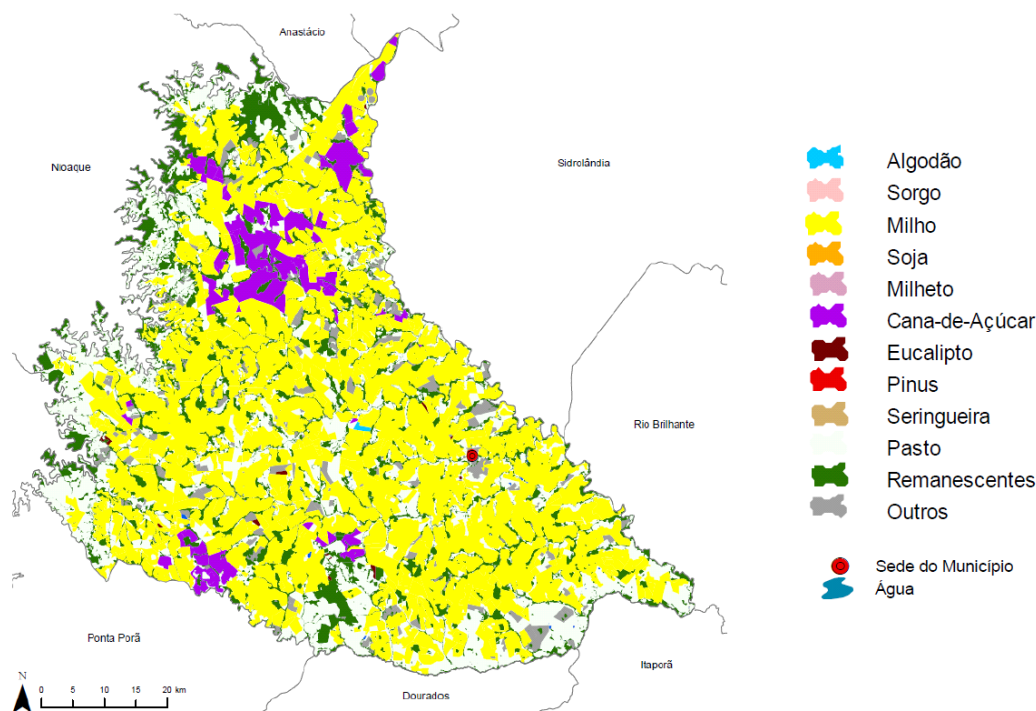 Anastácio
Nioaque
Sidrolândia
Rio Brilhante
Ponta Porã
Dourados
Itaporã
N
0 5 10 15 20 km
Algodão
Sorgo
Milho
Soja
Milheto
Cana-de-Açúcar
Eucalipto
Pinus
Seringueira
Pasto
Remanescentes
Outros
Sede do Município
Água